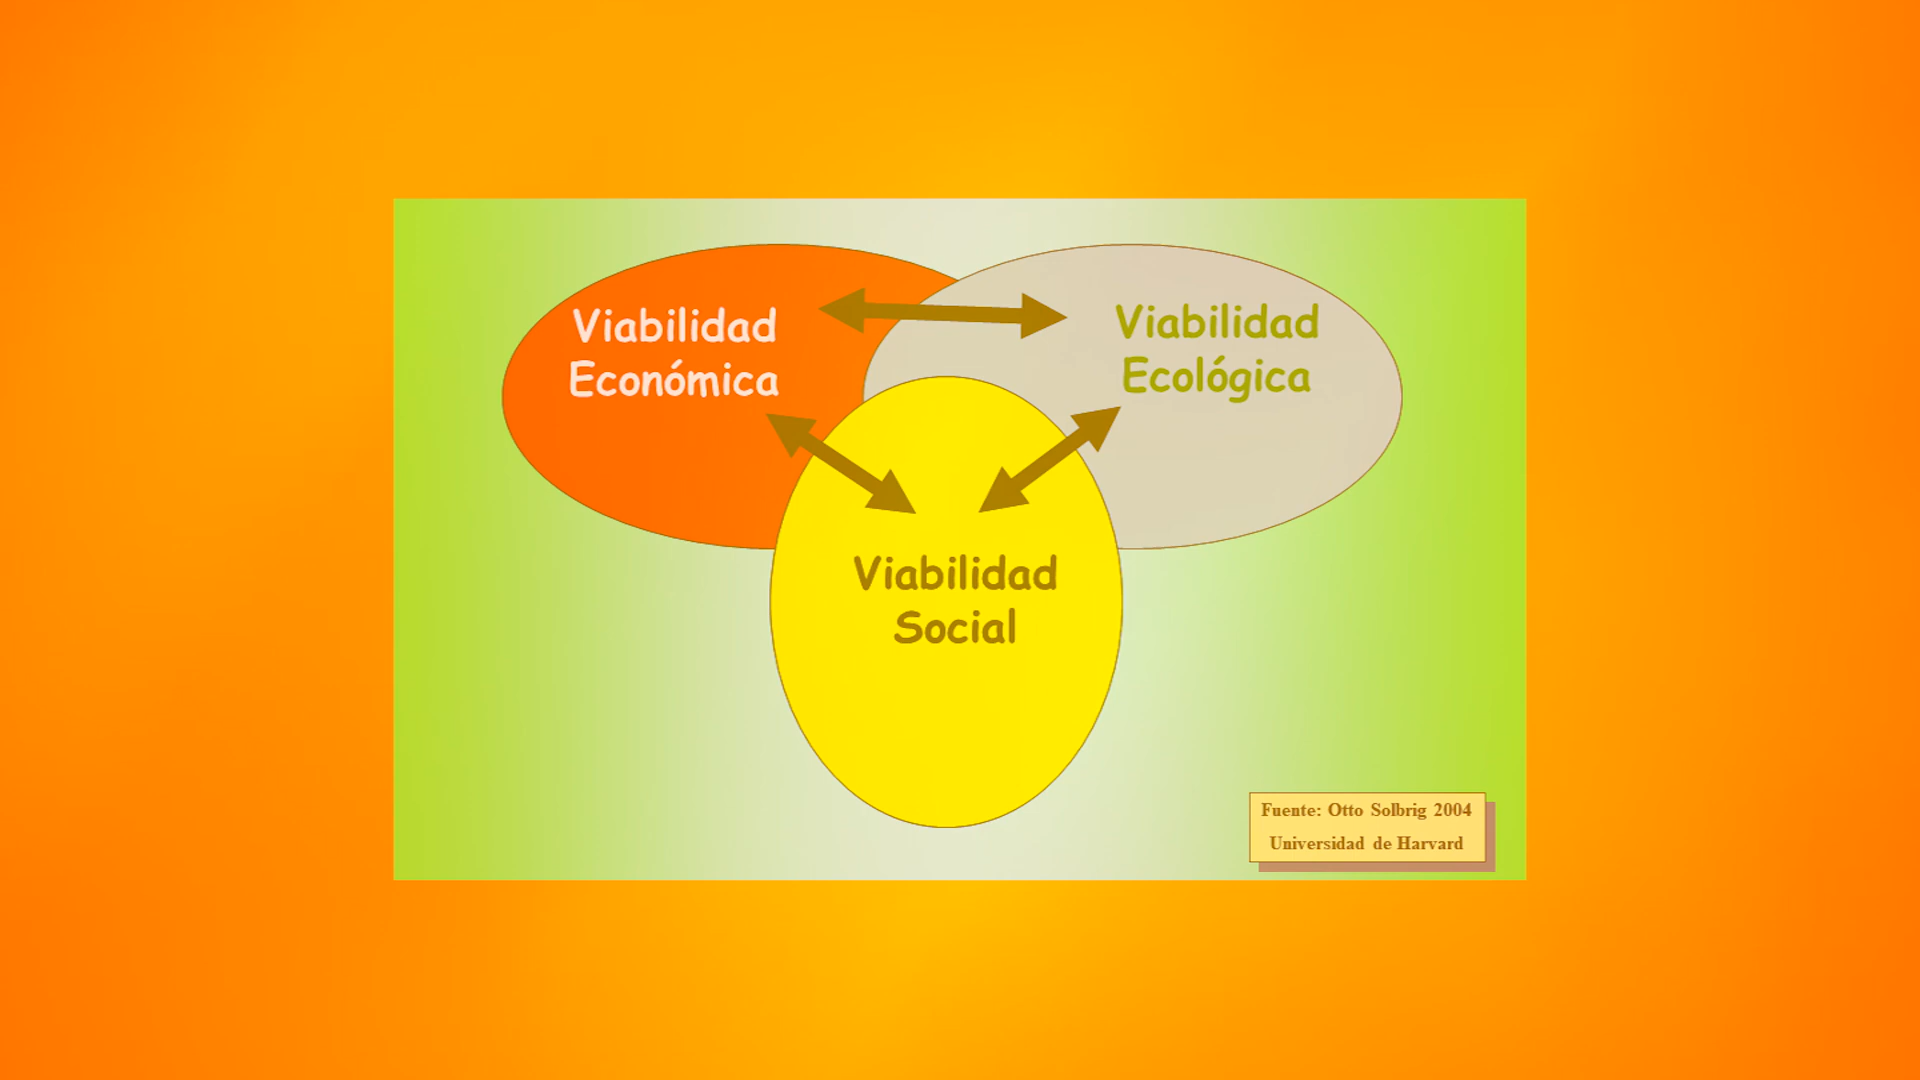 Viabilidad
Económica
Viabilidad
Ecológica
Viabilidad
Social
Fuente: Otto Solbrig 2004
Universidad de Harvard